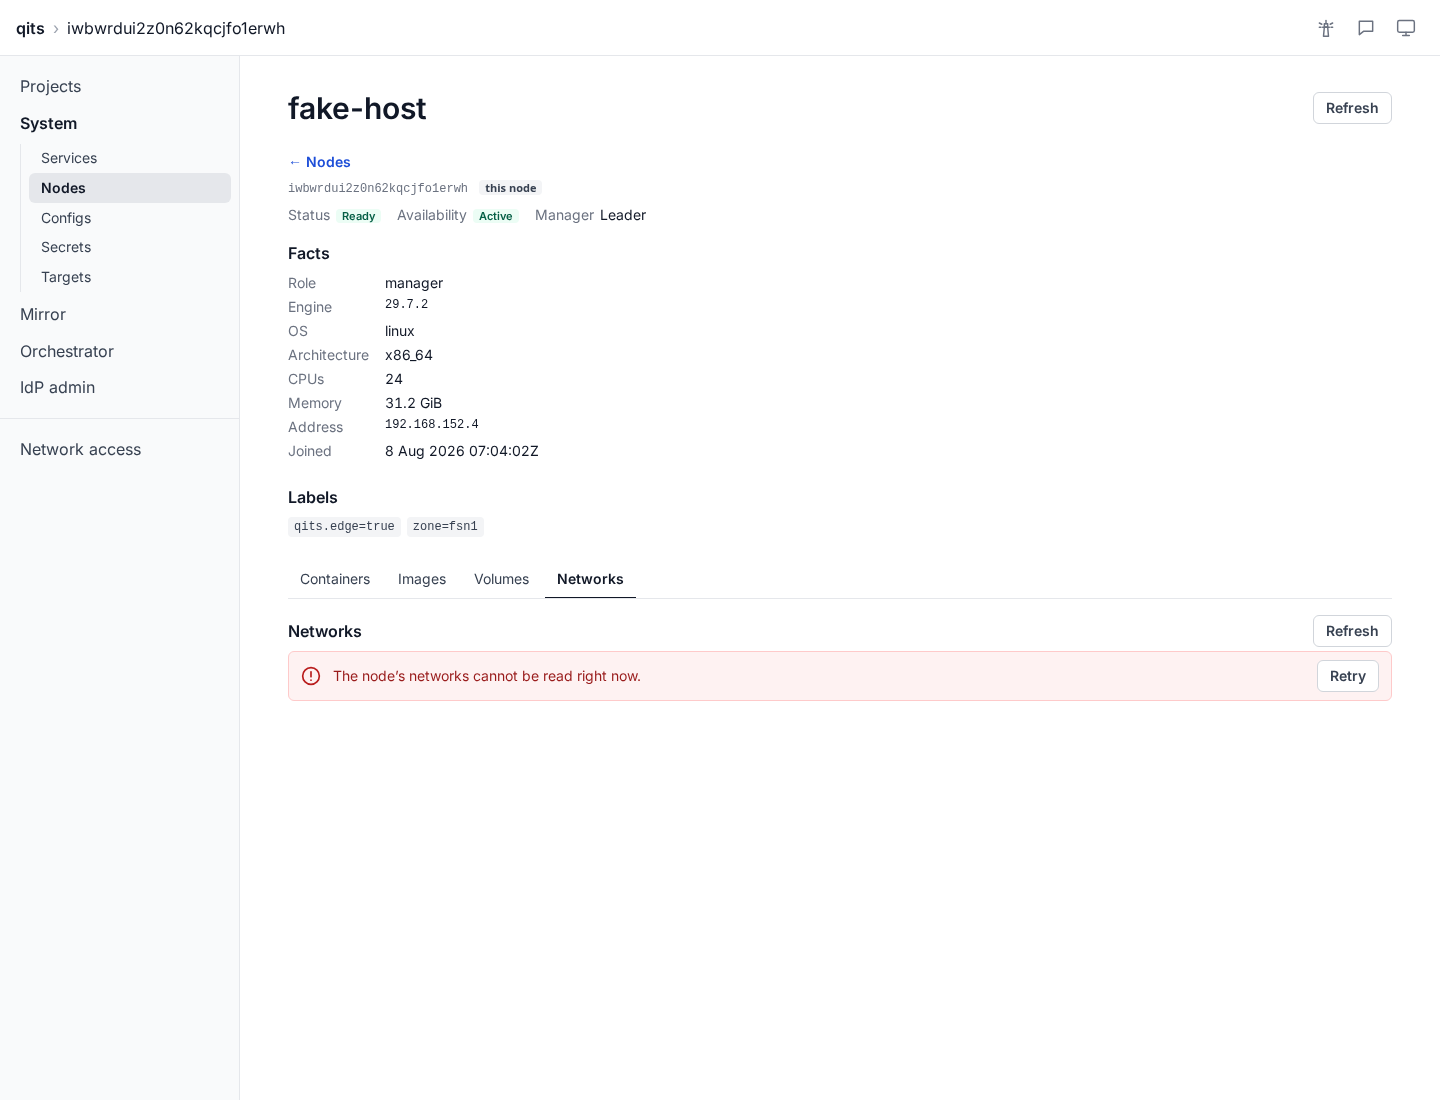 qits › iwbwrdui2z0n62kqcjfo1erwh
Projects
System
Services
Nodes
Configs
Secrets
Targets
Mirror
Orchestrator
IdP admin
Network access
fake-host
Refresh
← Nodes
iwbwrdui2z0n62kqcjfo1erwh this node
Status Ready Availability Active Manager Leader
Facts
Role manager
Engine 29.7.2
OS linux
Architecture x86_64
CPUs 24
Memory 31.2 GiB
Address 192.168.152.4
Joined 8 Aug 2026 07:04:02Z
Labels
qits.edge=true zone=fsn1
Containers Images Volumes Networks
Networks Refresh
The node’s networks cannot be read right now. Retry